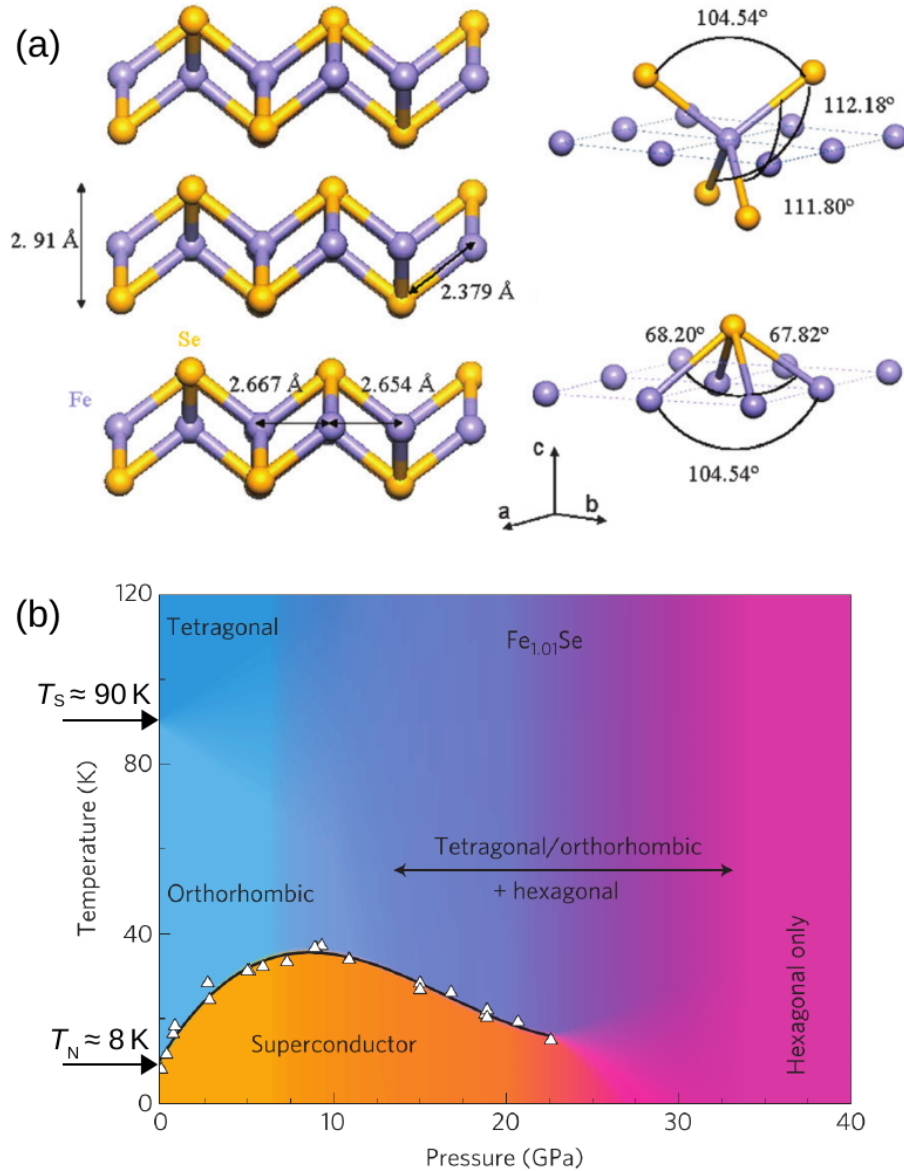 (a)
104.54°
112.18°
111.80°
2. 91 Å
2.379 Å
Se
Fe
2.667 Å
2.654 Å
68.20°
67.82°
104.54°
c
a
b
(b)
120
80
40
0
Temperature (K)
Tetragonal
Fe1.01Se
TS ≈ 90 K
Tetragonal/orthorhombic
+ hexagonal
Orthorhombic
Hexagonal only
TN ≈ 8 K
Superconductor
0
10
20
30
40
Pressure (GPa)